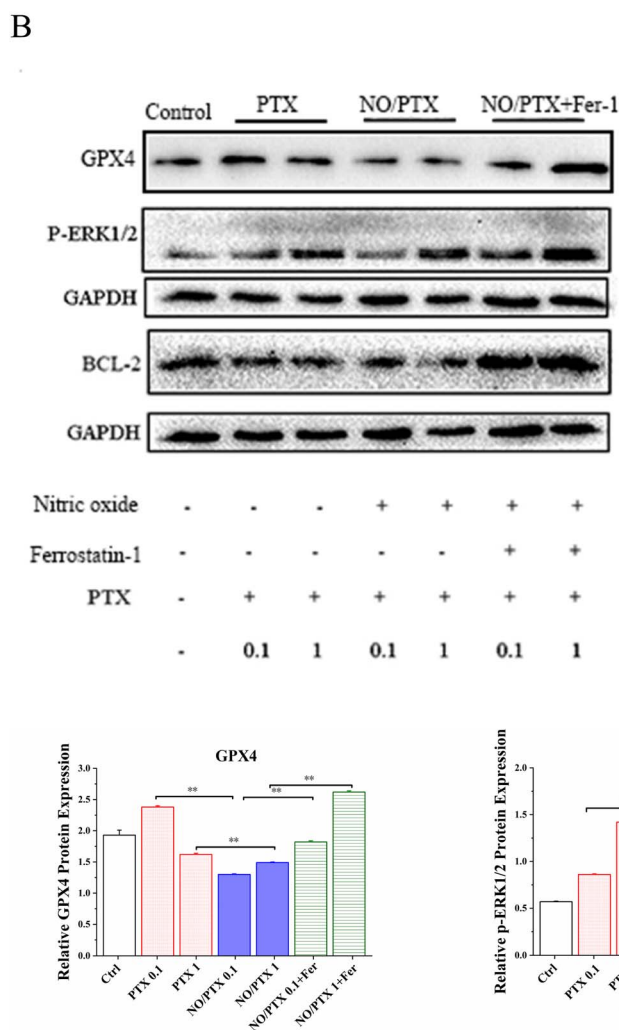 B
Control PTX NO/PTX NO/PTX+Fer-1
GPX4
P-ERK1/2
GAPDH
BCL-2
GAPDH
Nitric oxide - - - + + + +
Ferrostatin-1 - - - - - + +
PTX - + + + + + +
- 0.1 1 0.1 1 0.1 1
GPX4
Relative GPX4 Protein Expression
3.0
2.5
2.0
1.5
1.0
0.5
0.0
** ** **
**
Ctrl PTX 0.1 PTX 1 NO/PTX 0.1 NO/PTX 1 NO/PTX 0.1+Fer NO/PTX 1+Fer
Relative p-ERK1/2 Protein Expression
2.0
1.5
1.0
0.5
0.0
Ctrl PTX 0.1